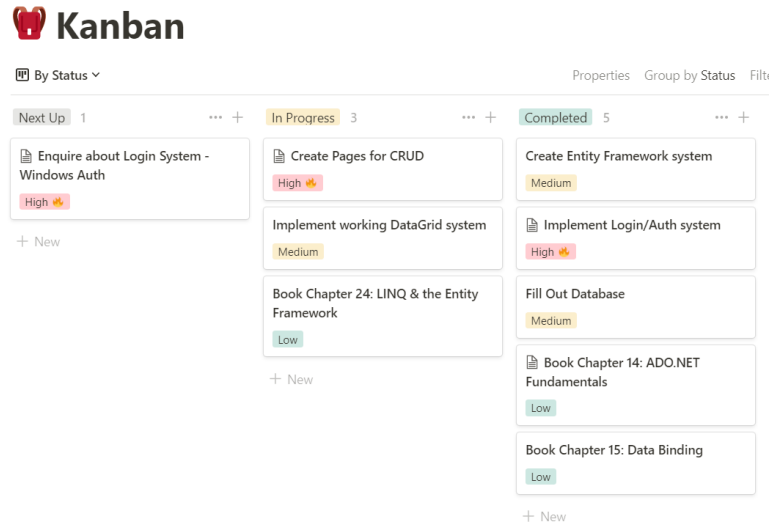 Kanban
By Status
Properties Group by Status Filte
Next Up 1
Enquire about Login System -
Windows Auth
High
+ New
In Progress 3
Create Pages for CRUD
High
Implement working DataGrid system
Medium
Book Chapter 24: LINQ & the Entity
Framework
Low
+ New
Completed 5
Create Entity Framework system
Medium
Implement Login/Auth system
High
Fill Out Database
Medium
Book Chapter 14: ADO.NET
Fundamentals
Low
Book Chapter 15: Data Binding
Low
+ New